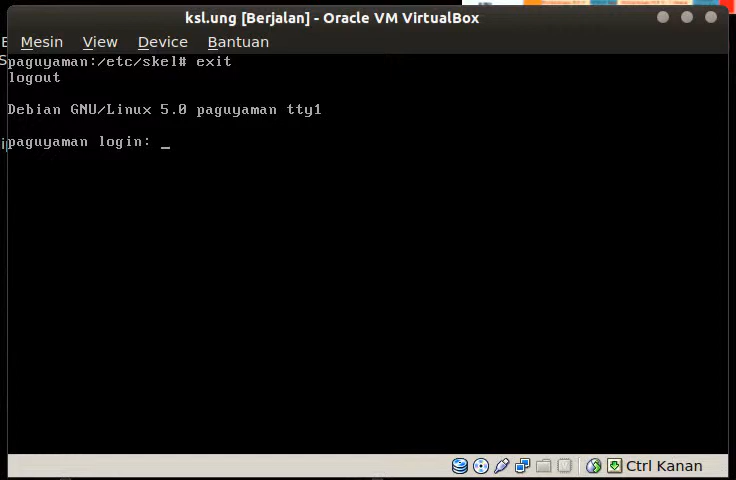 ksl.ung [Berjalan] - Oracle VM VirtualBox
Mesin View Device Bantuan
paguyaman:/etc/skel# exit
logout
Debian GNU/Linux 5.0 paguyaman tty1
paguyaman login: _
Ctrl Kanan